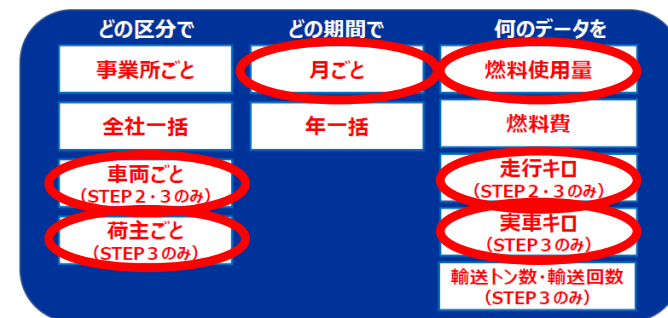 どの区分で
どの期間で
何のデータを
事業所ごと
月ごと
燃料使用量
全社一括
年一括
燃料費
車両ごと
(STEP2・3のみ)
走行キロ
(STEP2・3のみ)
荷主ごと
(STEP3のみ)
実車キロ
(STEP3のみ)
輸送トン数・輸送回数
(STEP3のみ)